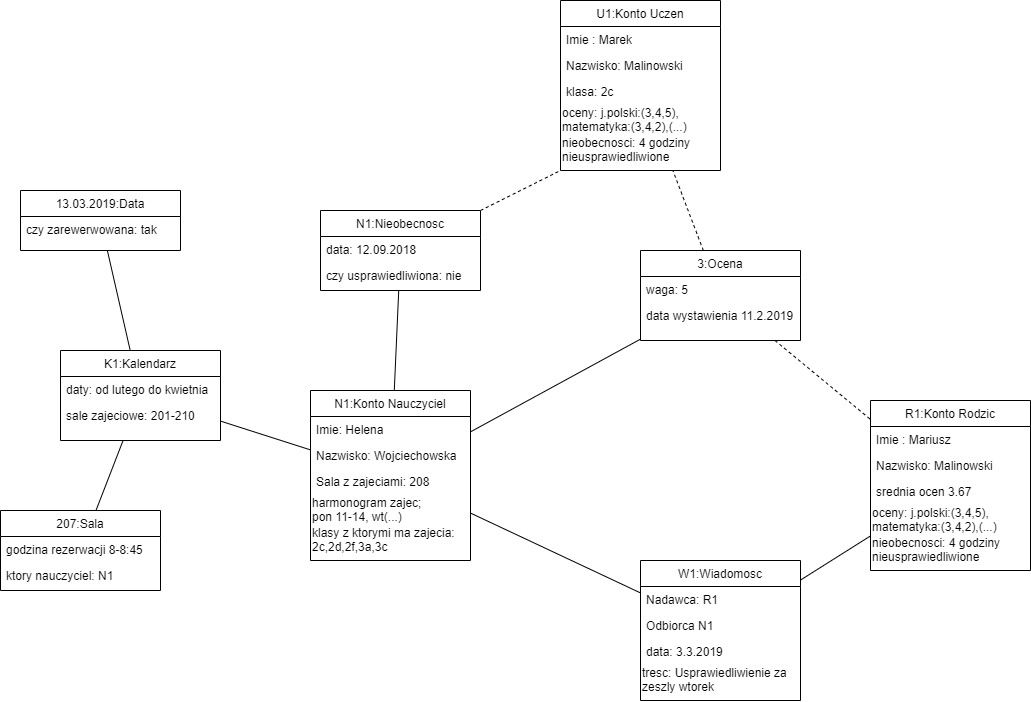 U1:Konto Uczen
Imie : Marek
Nazwisko: Malinowski
klasa: 2c
oceny: j.polski:(3,4,5),
matematyka:(3,4,2),(...)
nieobecnosci: 4 godziny
nieusprawiedliwione
13.03.2019:Data
czy zarewerwowana: tak
N1:Nieobecnosc
data: 12.09.2018
czy usprawiedliwiona: nie
3:Ocena
waga: 5
data wystawienia 11.2.2019
K1:Kalendarz
daty: od lutego do kwietnia
sale zajeciowe: 201-210
N1:Konto Nauczyciel
Imie: Helena
Nazwisko: Wojciechowska
Sala z zajeciami: 208
harmonogram zajec;
pon 11-14, wt(...)
klasy z ktorymi ma zajecia:
2c,2d,2f,3a,3c
R1:Konto Rodzic
Imie : Mariusz
Nazwisko: Malinowski
srednia ocen 3.67
oceny: j.polski:(3,4,5),
matematyka:(3,4,2),(...)
nieobecnosci: 4 godziny
nieusprawiedliwione
207:Sala
godzina rezerwacji 8-8:45
ktory nauczyciel: N1
W1:Wiadomosc
Nadawca: R1
Odbiorca N1
data: 3.3.2019
tresc: Usprawiedliwienie za
zeszly wtorek